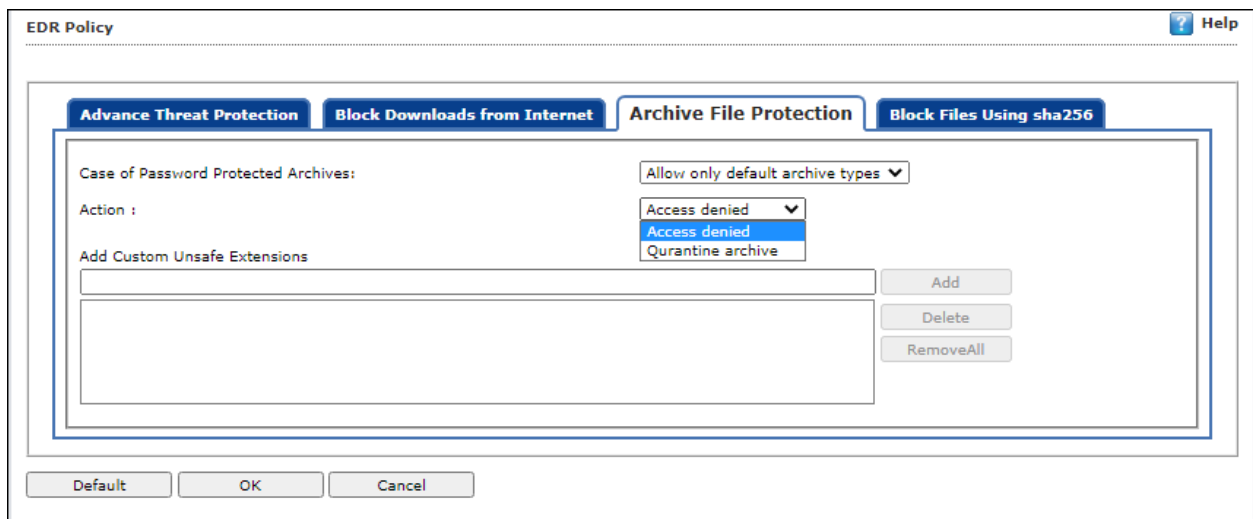 EDR Policy
? Help
Advance Threat Protection
Block Downloads from Internet
Archive File Protection
Block Files Using sha256
Case of Password Protected Archives:
Allow only default archive types
Action :
Access denied
Access denied
Qurantine archive
Add Custom Unsafe Extensions
Add
Delete
RemoveAll
Default
OK
Cancel